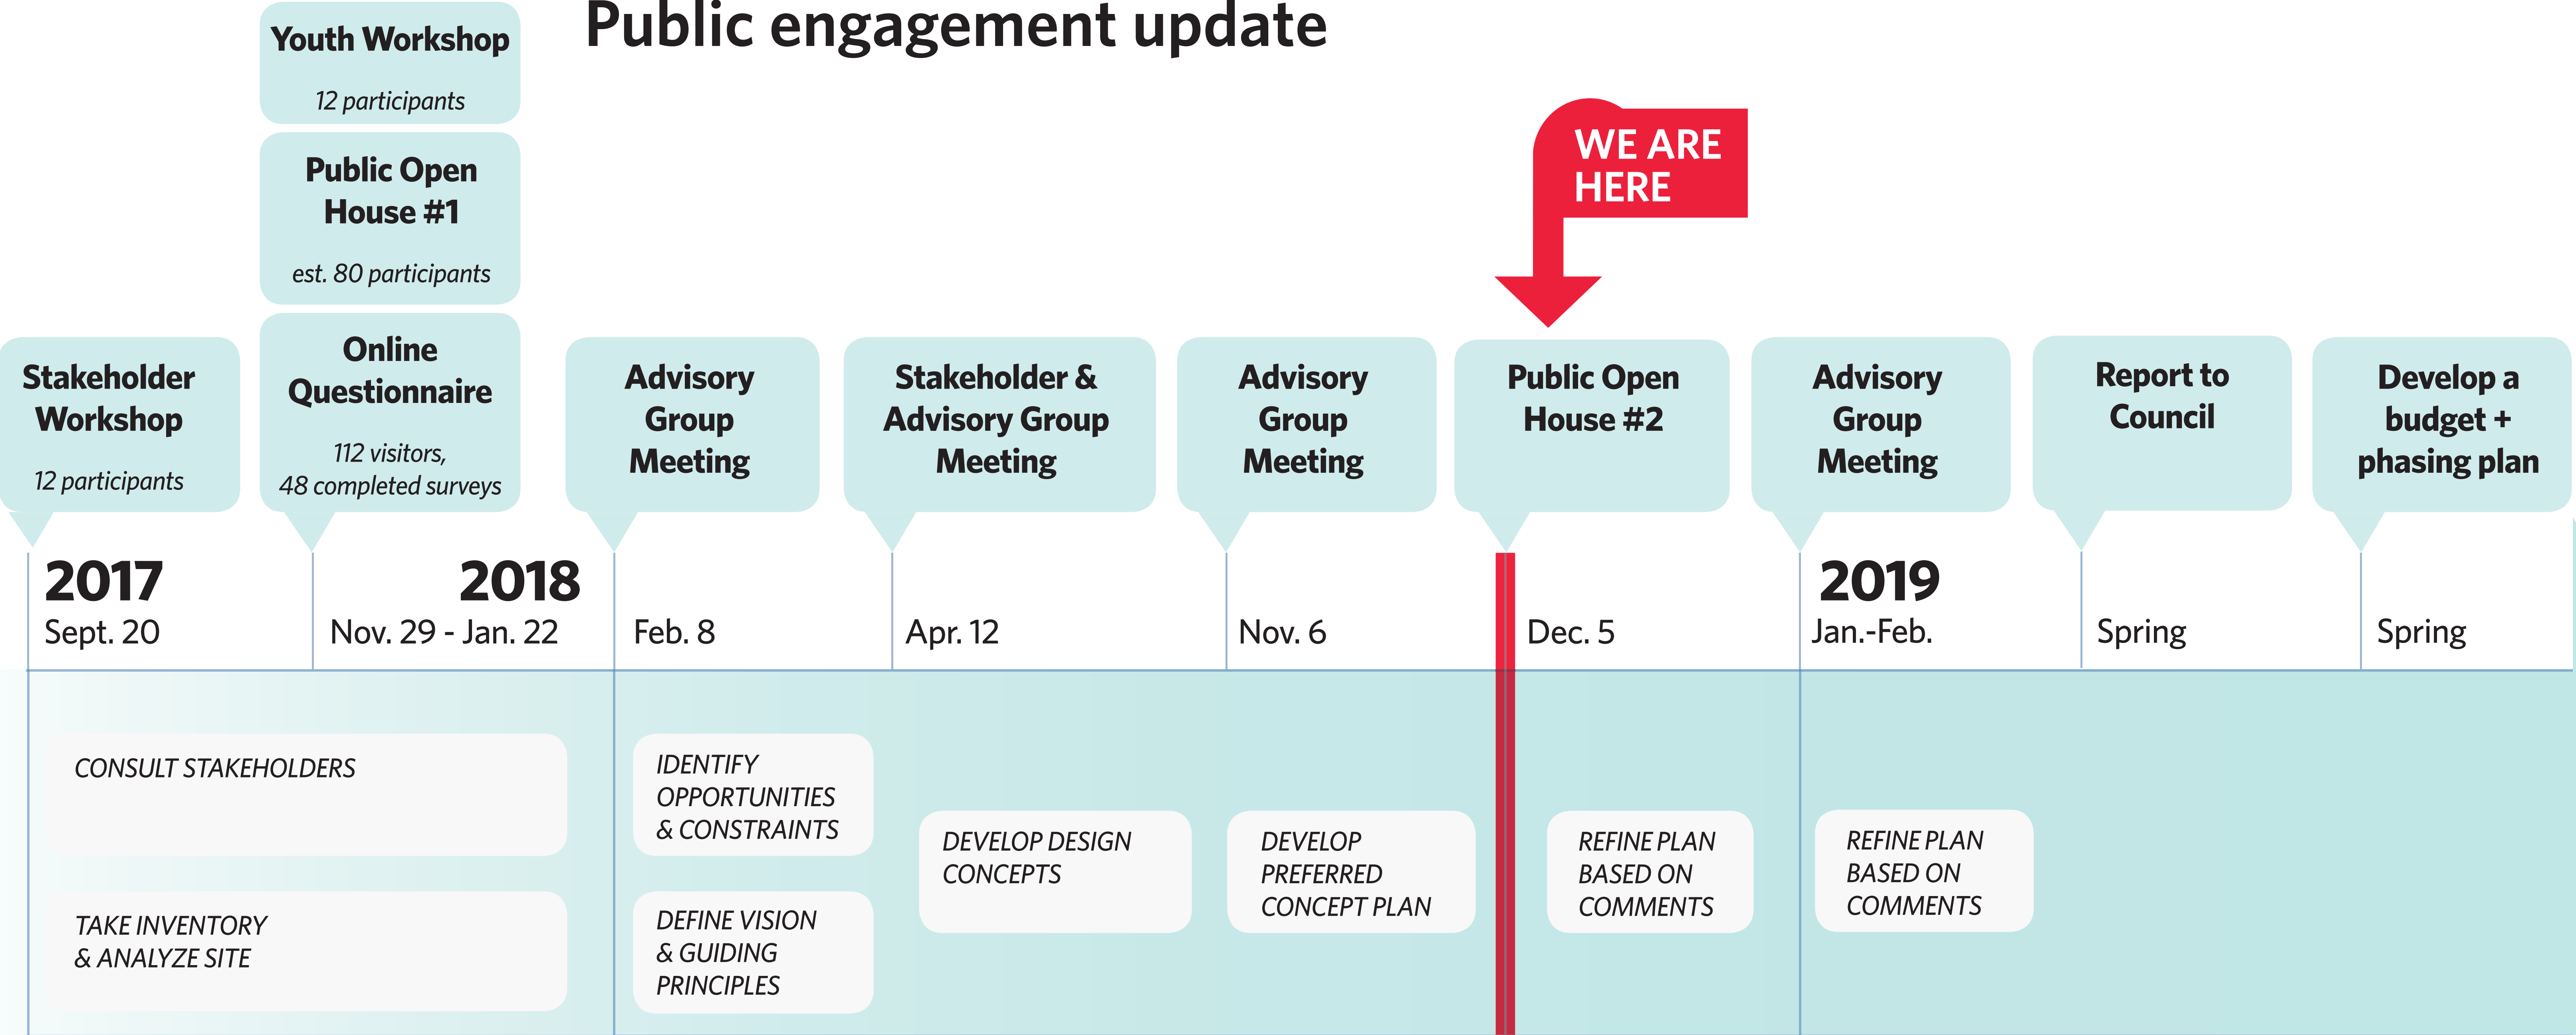 Public engagement update
Youth Workshop
12 participants
Public Open
House #1
est. 80 participants
Online
Questionnaire
112 visitors,
48 completed surveys
WE ARE
HERE
Stakeholder
Workshop
12 participants
Advisory
Group
Meeting
Stakeholder &
Advisory Group
Meeting
Advisory
Group
Meeting
Public Open
House #2
Advisory
Group
Meeting
Report to
Council
Develop a
budget +
phasing plan
2017
Sept. 20
2018
Nov. 29 - Jan. 22
Feb. 8
Apr. 12
Nov. 6
Dec. 5
2019
Jan.-Feb.
Spring
Spring
CONSULT STAKEHOLDERS
TAKE INVENTORY
& ANALYZE SITE
IDENTIFY
OPPORTUNITIES
& CONSTRAINTS
DEFINE VISION
& GUIDING
PRINCIPLES
DEVELOP DESIGN
CONCEPTS
DEVELOP
PREFERRED
CONCEPT PLAN
REFINE PLAN
BASED ON
COMMENTS
REFINE PLAN
BASED ON
COMMENTS